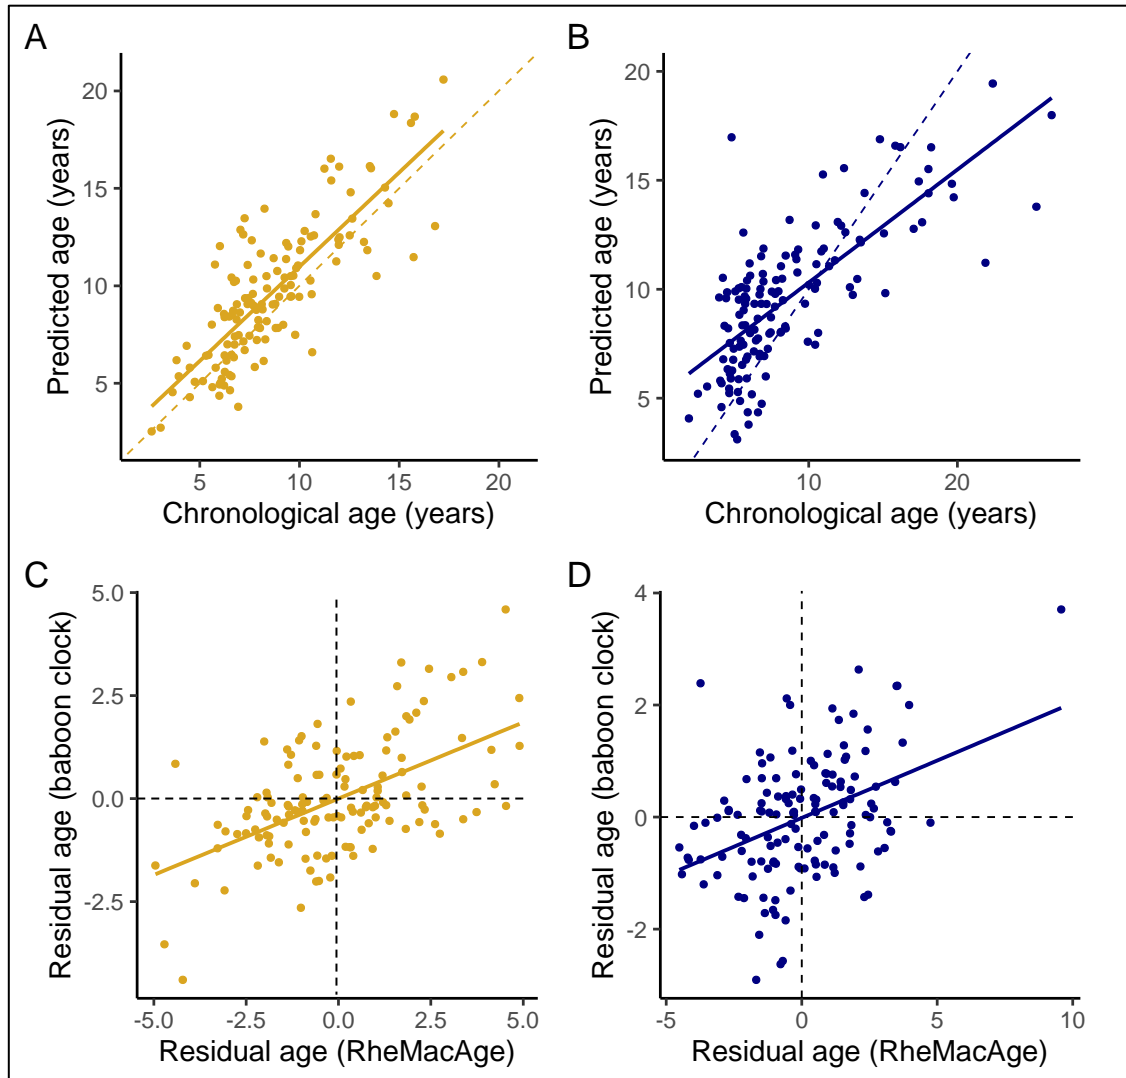 A
Predicted age (years)
20
15
10
5
5
10
15
20
Chronological age (years)
B
Predicted age (years)
20
15
10
5
10
20
Chronological age (years)
C
Residual age (baboon clock)
5.0
2.5
0.0
-2.5
-5.0
-2.5
0.0
2.5
5.0
Residual age (RheMacAge)
D
Residual age (baboon clock)
4
2
0
-2
-5
0
5
10
Residual age (RheMacAge)